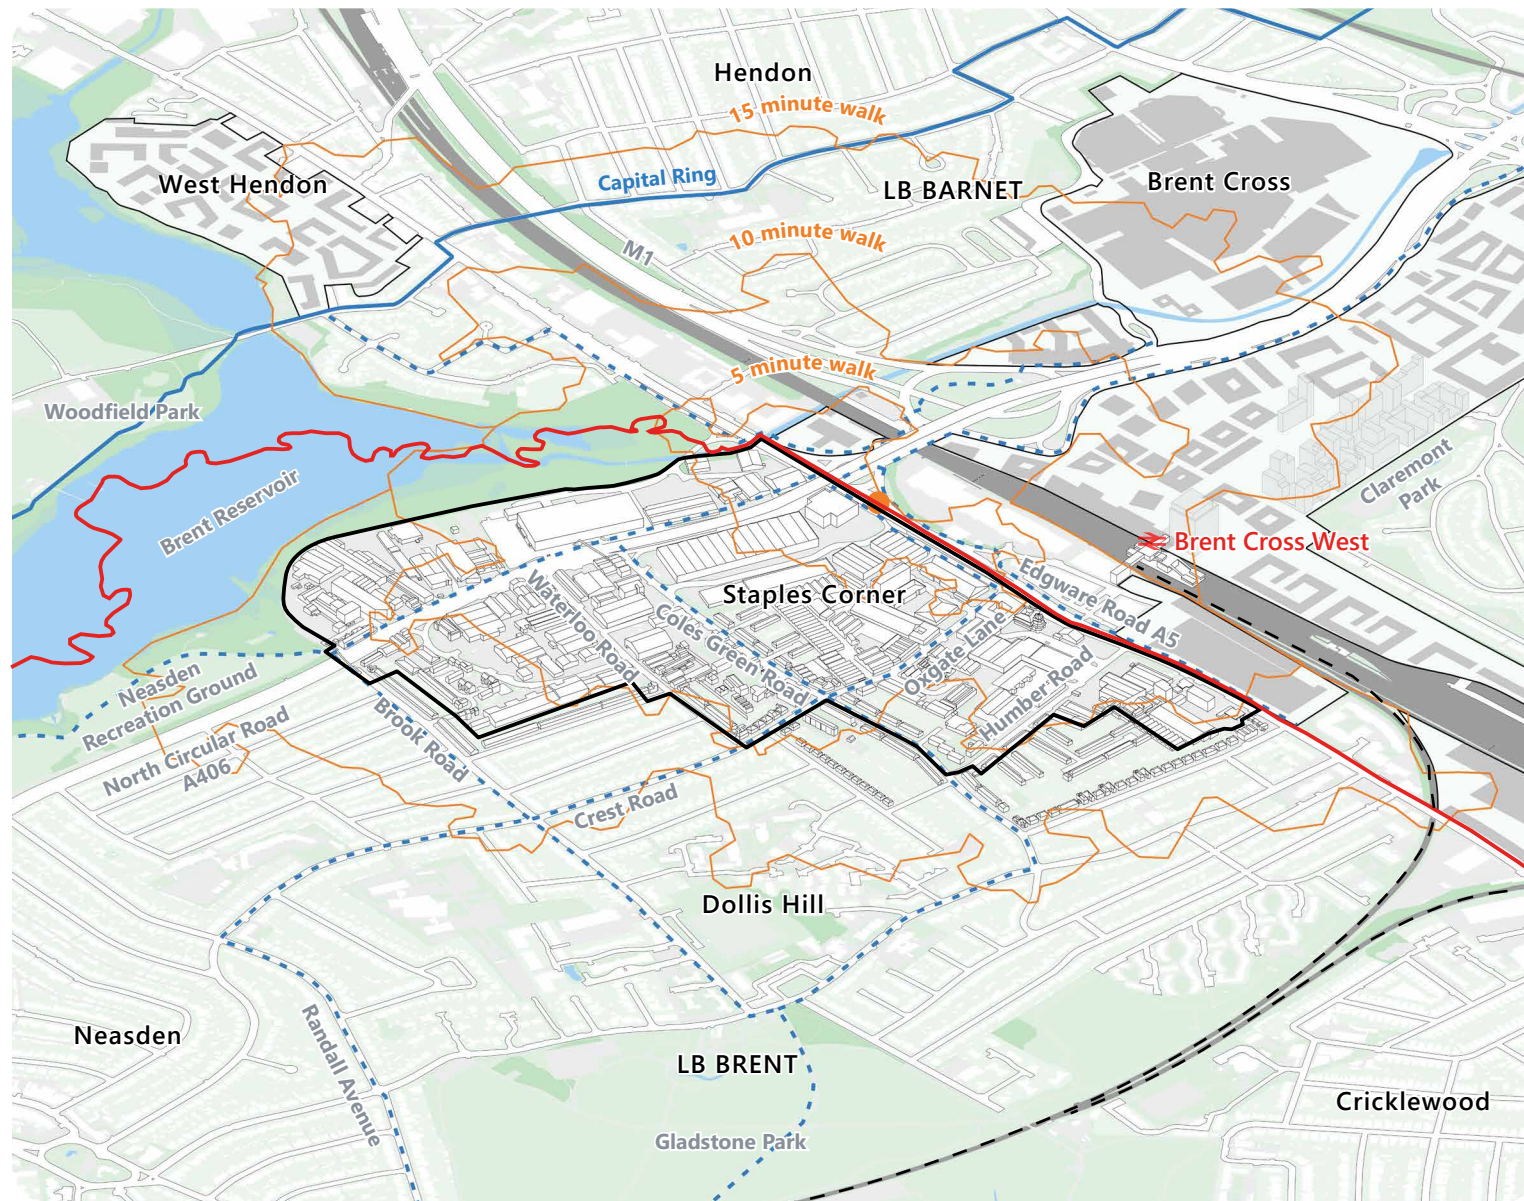 Hendon
15 minute walk
Capital Ring
West Hendon
LB BARNET
Brent Cross
10 minute walk
M1
5 minute walk
Woodfield Park
Claremont
Park
Brent Reservoir
Brent Cross West
Staples Corner
Edgware Road A5
Waterloo Road
Coles Green Road
Oxgate Lane
Humber Road
Neasden
Recreation Ground
North Circular Road
A406
Brook Road
Crest Road
Dollis Hill
Neasden
Randall Avenue
LB BRENT
Cricklewood
Gladstone Park